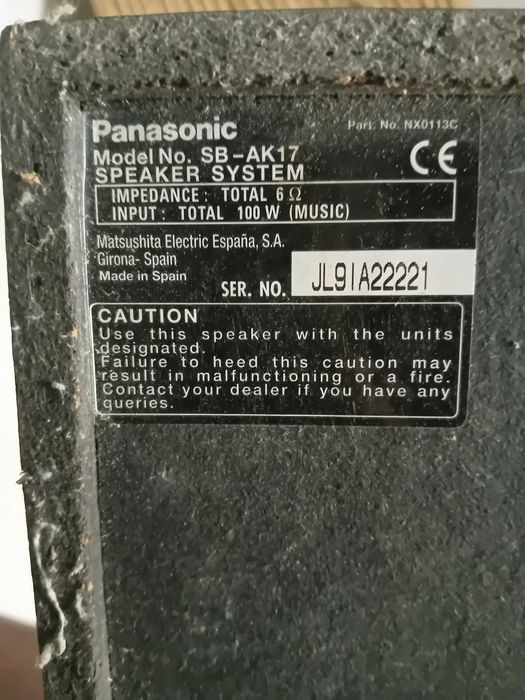 Panasonic
Part. No. NX0113C
Model No. SB-AK17
CE
SPEAKER SYSTEM
IMPEDANCE: TOTAL 6 Ω
INPUT: TOTAL 100 W (MUSIC)
Matsushita Electric España, S.A.
Girona- Spain
Made in Spain
SER. NO. JL9IA22221
CAUTION
Use this speaker with the units
designated.
Failure to heed this caution may
result in malfunctioning or a fire.
Contact your dealer if you have any
queries.